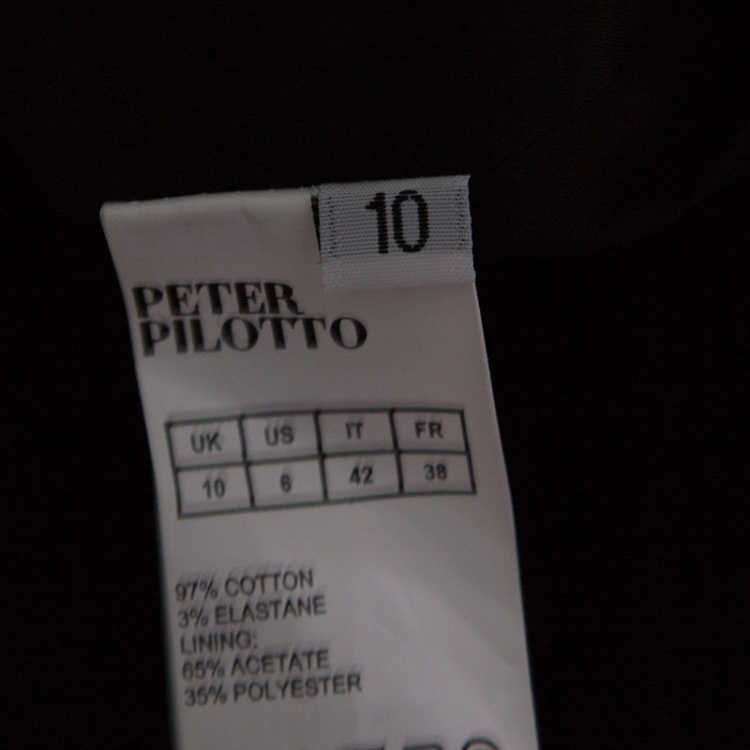 10
PETER
PILOTTO
UK US IT FR
10 6 42 38
97% COTTON
3% ELASTANE
LINING:
65% ACETATE
35% POLYESTER